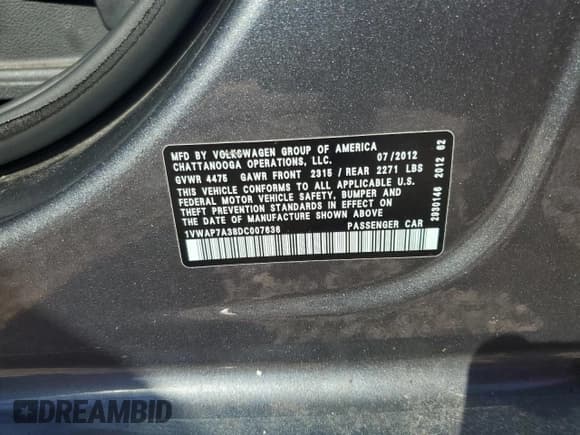 MFD BY VOLKSWAGEN GROUP OF AMERICA
CHATTANOOGA OPERATIONS, LLC. 07/2012
GVWR 4475 GAWR FRONT 2315 / REAR 2271 LBS
THIS VEHICLE CONFORMS TO ALL APPLICABLE U.S.
FEDERAL MOTOR VEHICLE SAFETY, BUMPER AND
THEFT PREVENTION STANDARDS IN EFFECT ON
THE DATE OF MANUFACTURE SHOWN ABOVE.
1VWAP7A38DC007636 PASSENGER CAR
2930146 2012 02
DREAMBID